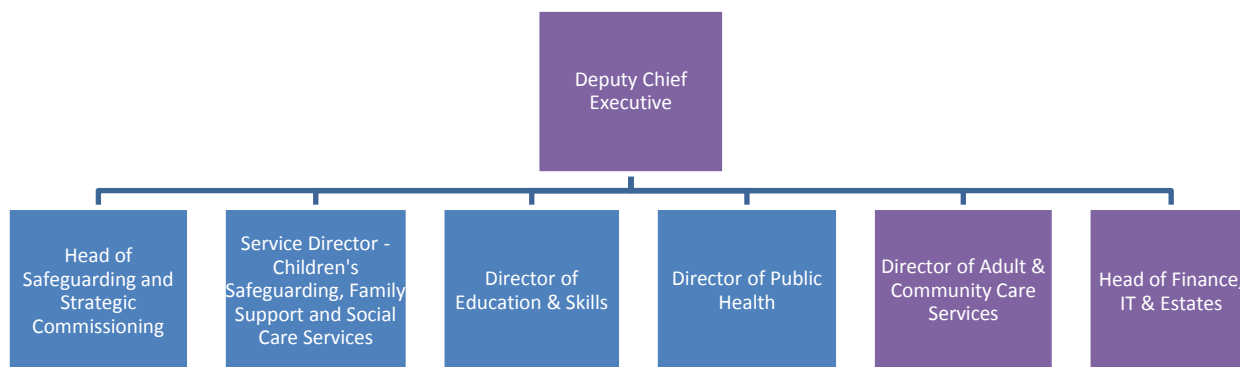 Deputy Chief
Executive
Head of
Safeguarding and
Strategic
Commissioning
Service Director -
Children's
Safeguarding, Family
Support and Social
Care Services
Director of
Education & Skills
Director of Public
Health
Director of Adult &
Community Care
Services
Head of Finance,
IT & Estates